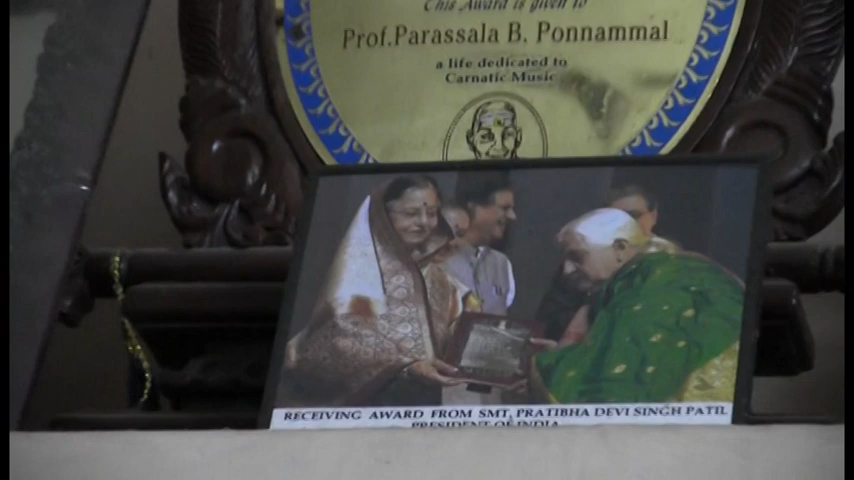 This Award is given to
Prof.Parassala B. Ponnammal
a life dedicated to
Carnatic Music
RECEIVING AWARD FROM SMT. PRATIBHA DEVI SINGH PATIL
PRESIDENT OF INDIA